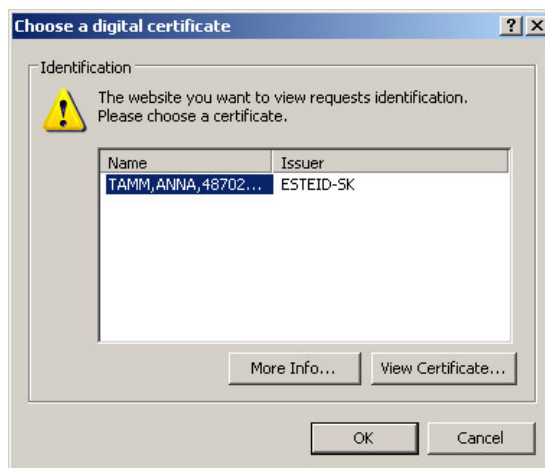 Choose a digital certificate
Identification
The website you want to view requests identification.
Please choose a certificate.
Name Issuer
TAMM,ANNA,48702... ESTEID-SK
More Info... View Certificate...
OK Cancel